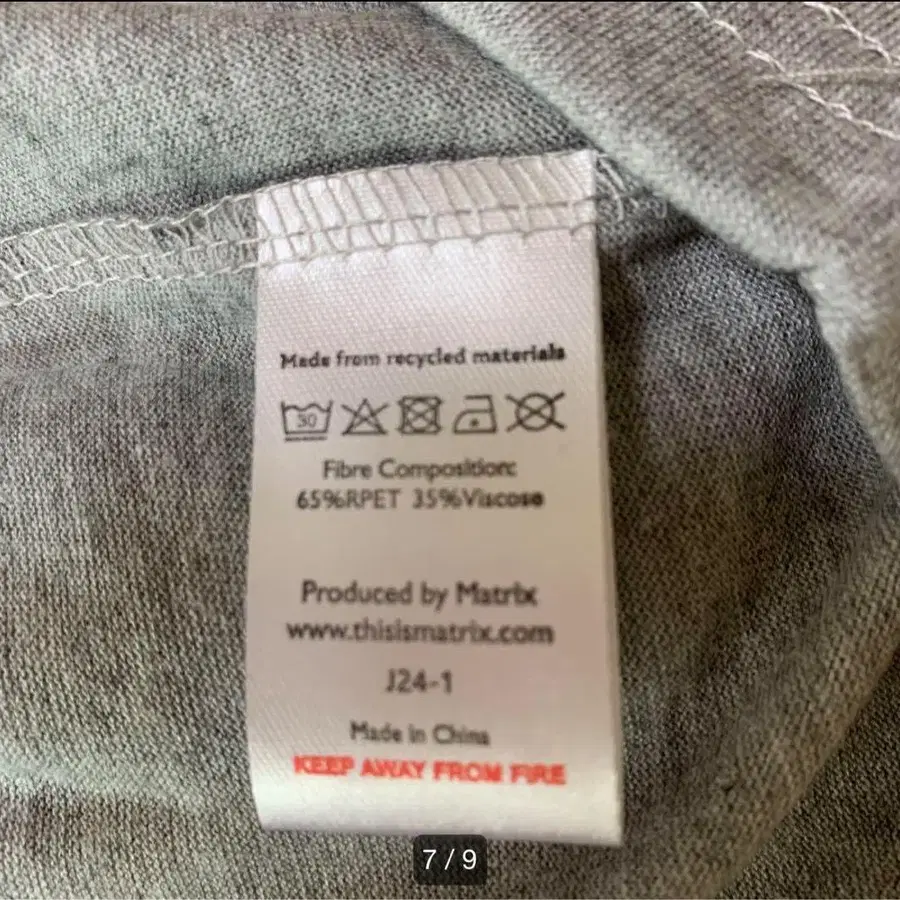 Made from recycled materials
30
Fibre Composition:
65%RPET 35%Viscose
Produced by Matrix
www.thisismatrix.com
J24-1
Made in China
KEEP AWAY FROM FIRE
7 / 9